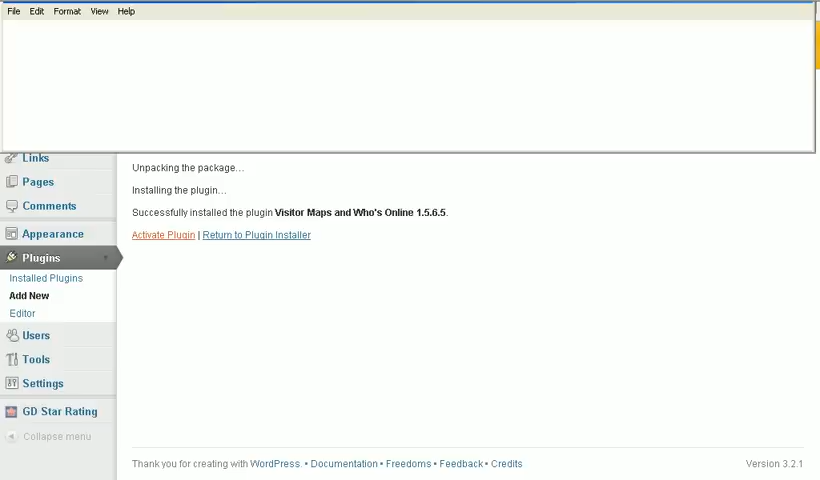 File Edit Format View Help
Links
Pages
Comments
Appearance
Plugins
Installed Plugins
Add New
Editor
Users
Tools
Settings
GD Star Rating
Collapse menu
Unpacking the package…
Installing the plugin…
Successfully installed the plugin Visitor Maps and Who's Online 1.5.6.5.
Activate Plugin | Return to Plugin Installer
Thank you for creating with WordPress. • Documentation • Freedoms • Feedback • Credits
Version 3.2.1